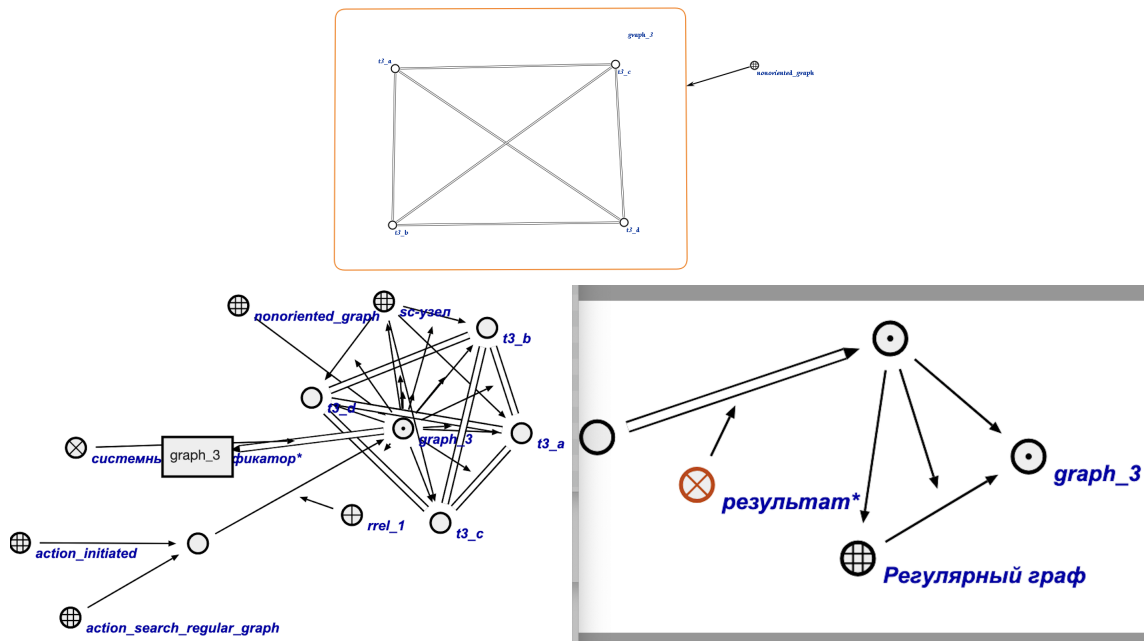 graph_3
t3_a
t3_c
nonoriented_graph
t3_b
t3_d
nonoriented_graph
sc-узел
t3_b
t3_d
graph_3
t3_a
системнь
graph_3
фикатор*
rrel_1
t3_c
action_initiated
action_search_regular_graph
результат*
graph_3
Регулярный граф